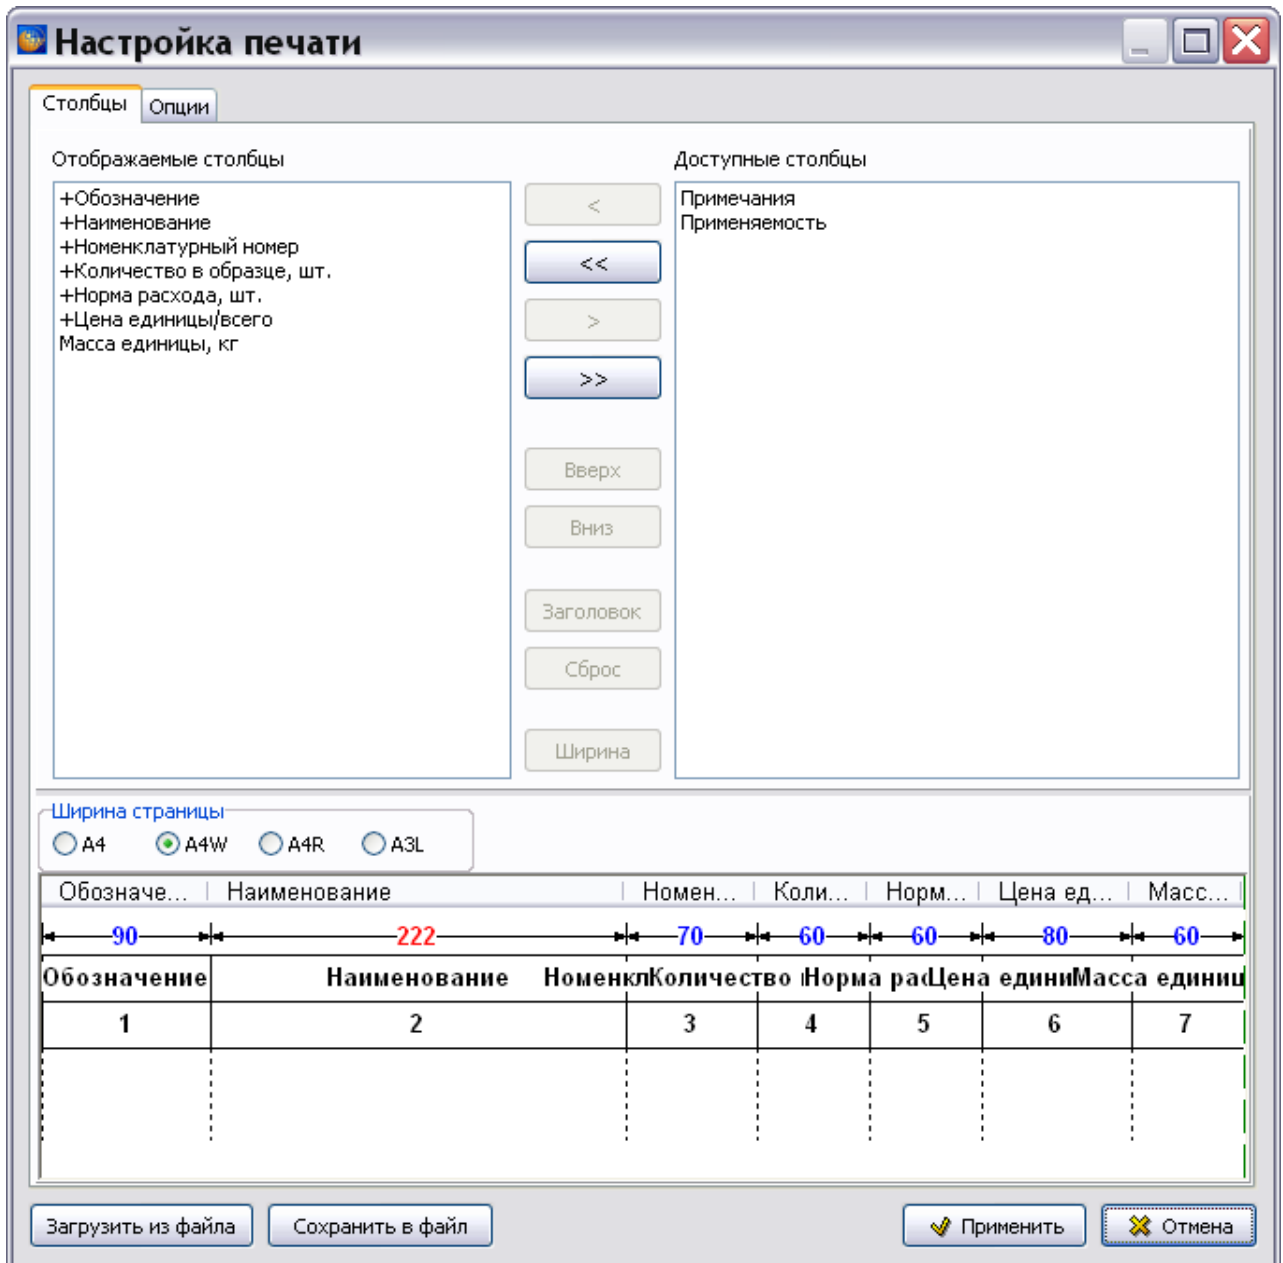 Настройка печати
Столбцы Опции
Отображаемые столбцы
+Обозначение
+Наименование
+Номенклатурный номер
+Количество в образце, шт.
+Норма расхода, шт.
+Цена единицы/всего
Масса единицы, кг
<
<<
>
>>
Вверх
Вниз
Заголовок
Сброс
Ширина
Доступные столбцы
Примечания
Применяемость
Ширина страницы
A4 A4W A4R A3L
Обозначе... Наименование Номен... Коли... Норм... Цена ед... Масс...
90 222 70 60 60 80 60
Обозначение Наименование Номенкл Количество Норма рас Цена едини Масса единиц
1 2 3 4 5 6 7
Загрузить из файла Сохранить в файл Применить Отмена